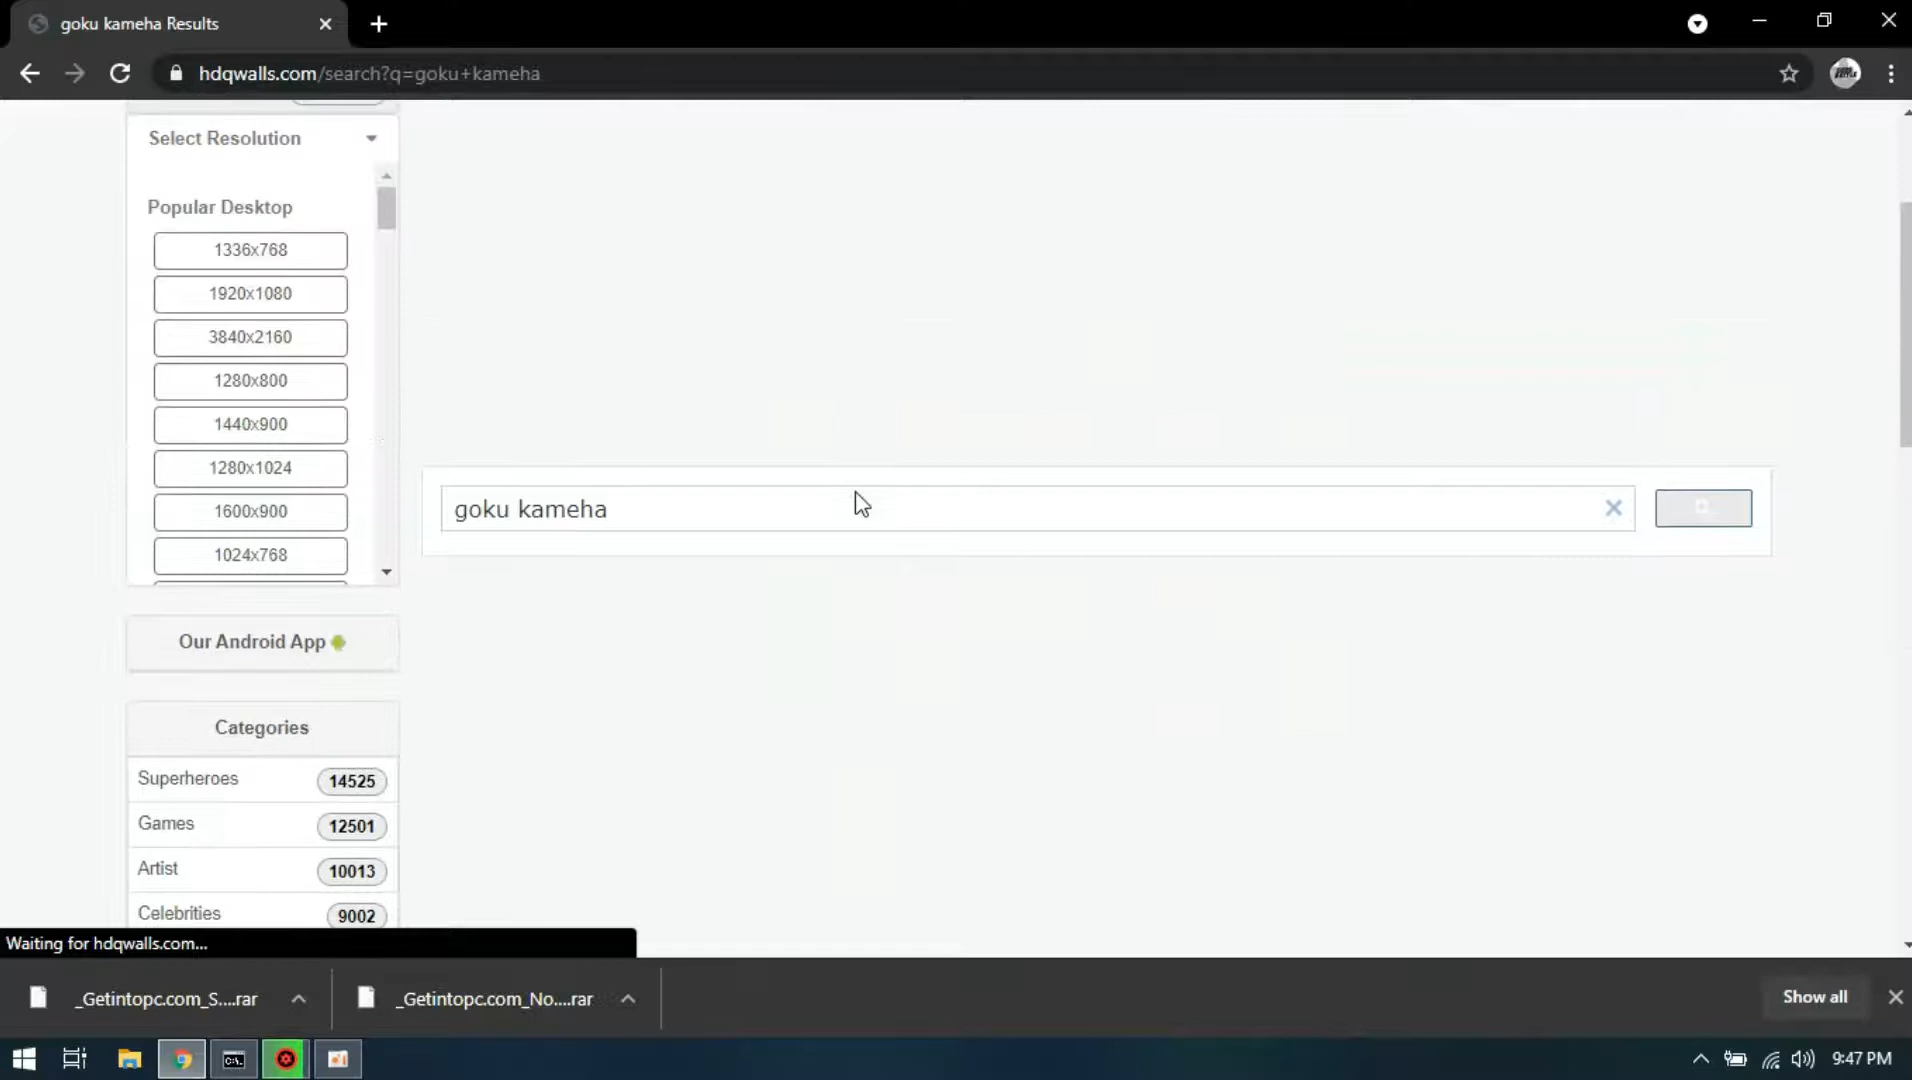 goku kameha Results
hdqwalls.com/search?q=goku+kameha
Select Resolution
Popular Desktop
1336x768
1920x1080
3840x2160
1280x800
1440x900
1280x1024
1600x900
1024x768
goku kameha
Our Android App
Categories
Superheroes 14525
Games 12501
Artist 10013
Celebrities 9002
Waiting for hdqwalls.com...
_Getintopc.com_S....rar
_Getintopc.com_No....rar
Show all
9:47 PM